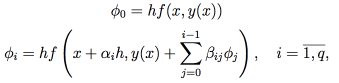 ϕ₀ = hf(x, y(x))
ϕᵢ = hf(x + αᵢh, y(x) + ∑_{j=0}^{i−1} βᵢⱼϕⱼ), i = \overline{1, q},